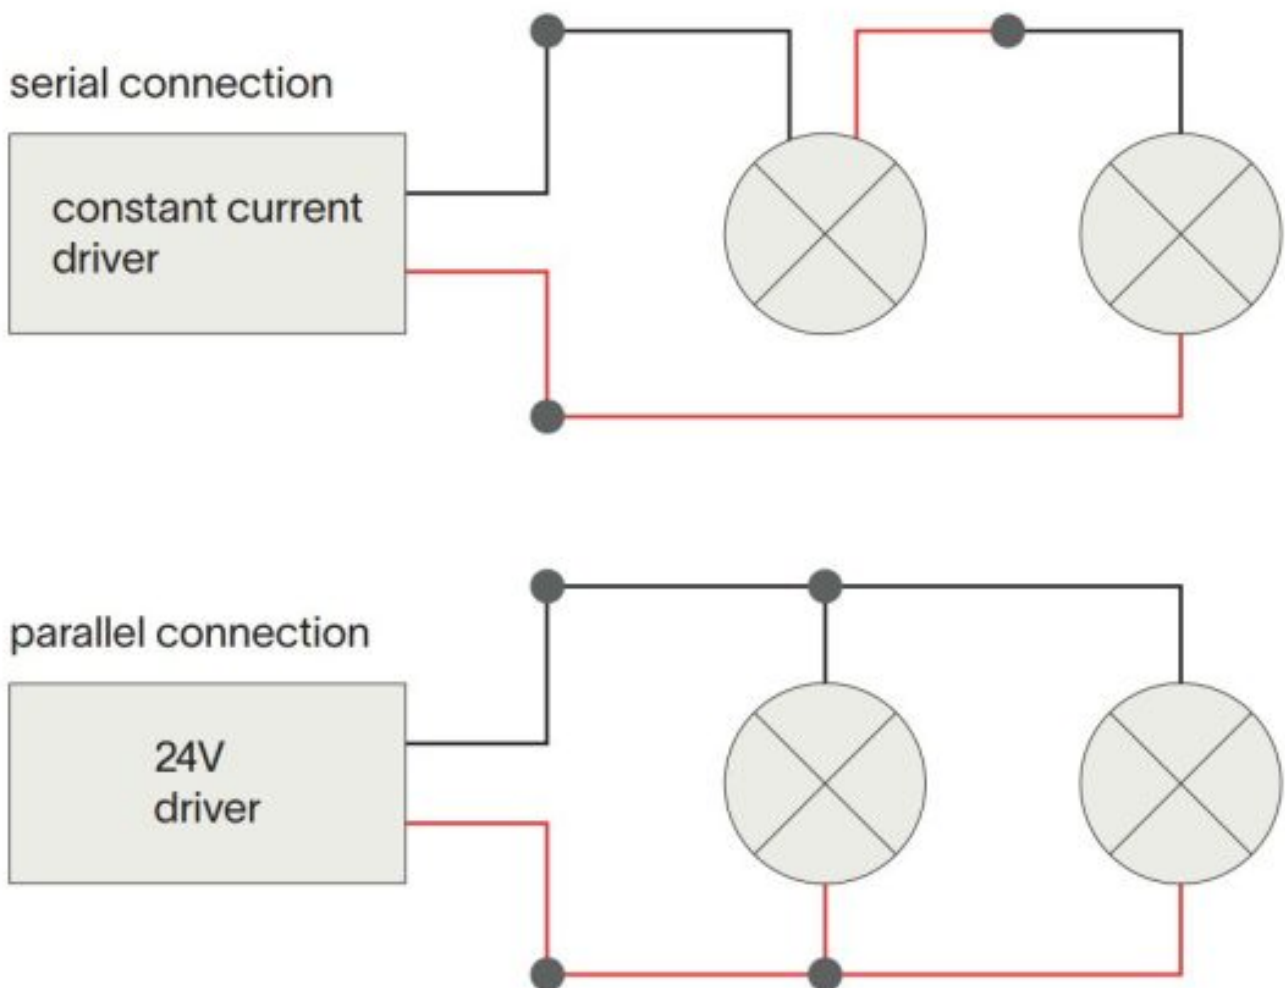 serial connection
constant current
driver
parallel connection
24V
driver